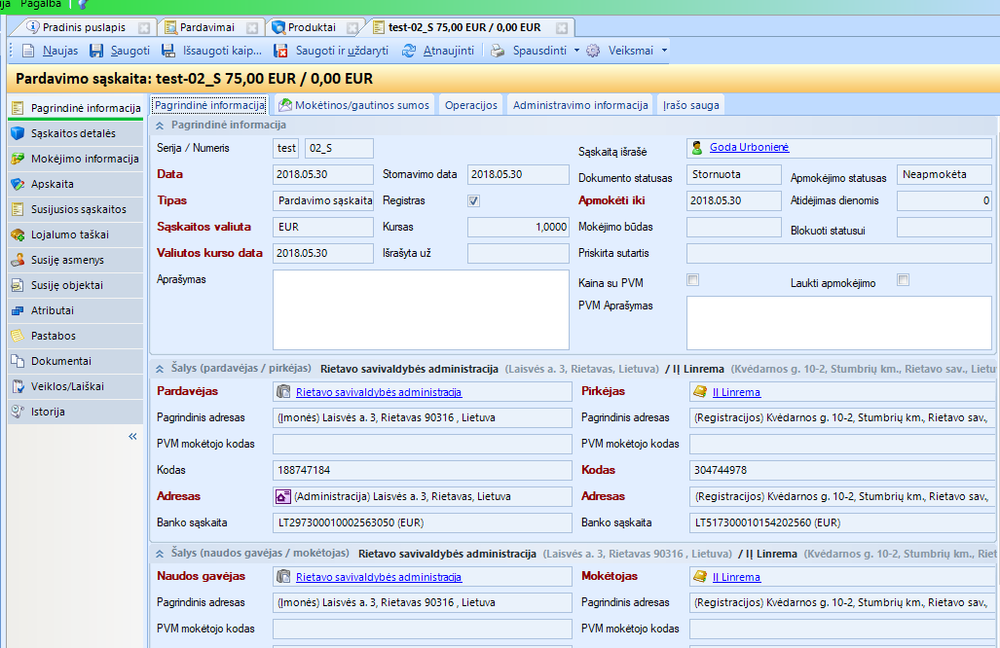 ija Pagalba
Pradinis puslapis Pardavimai Produktai test-02_S 75,00 EUR / 0,00 EUR
Naujas Saugoti Išsaugoti kaip... Saugoti ir uždaryti Atnaujinti Spausdinti Veiksmai
Pardavimo sąskaita: test-02_S 75,00 EUR / 0,00 EUR
Pagrindinė informacija
Sąskaitos detalės
Mokėjimo informacija
Apskaita
Susijusios sąskaitos
Lojalumo taškai
Susiję asmenys
Susiję objektai
Atributai
Pastabos
Dokumentai
Veiklos/Laiškai
Istorija
«
Pagrindinė informacija Mokėtinos/gautinos sumos Operacijos Administravimo informacija Įrašo sauga
Pagrindinė informacija
Serija / Numeris test 02_S Sąskaitą išrašė Goda Urbonienė
Data 2018.05.30 Stornavimo data 2018.05.30 Dokumento statusas Stornuota Apmokėjimo statusas Neapmokėta
Tipas Pardavimo sąskaita Registras Apmokėti iki 2018.05.30 Atidėjimas dienomis 0
Sąskaitos valiuta EUR Kursas 1,0000 Mokėjimo būdas Blokuoti statusui
Valiutos kurso data 2018.05.30 Išrašyta už Priskirta sutartis
Aprašymas Kaina su PVM Laukti apmokėjimo
PVM Aprašymas
Šalys (pardavėjas / pirkėjas) Rietavo savivaldybės administracija (Laisvės a. 3, Rietavas, Lietuva) / IĮ Linrema (Kvėdarnos g. 10-2, Stumbrių km., Rietavo sav., Lietu
Pardavėjas Rietavo savivaldybės administracija Pirkėjas IĮ Linrema
Pagrindinis adresas (Įmonės) Laisvės a. 3, Rietavas 90316 , Lietuva Pagrindinis adresas (Registracijos) Kvėdarnos g. 10-2, Stumbrių km., Rietavo sav.,
PVM mokėtojo kodas PVM mokėtojo kodas
Kodas 188747184 Kodas 304744978
Adresas (Administracija) Laisvės a. 3, Rietavas, Lietuva Adresas (Registracijos) Kvėdarnos g. 10-2, Stumbrių km., Rietavo sav.,
Banko sąskaita LT297300010002563050 (EUR) Banko sąskaita LT517300010154202560 (EUR)
Šalys (naudos gavėjas / mokėtojas) Rietavo savivaldybės administracija (Laisvės a. 3, Rietavas 90316 , Lietuva) / IĮ Linrema (Kvėdarnos g. 10-2, Stumbrių km., Riet
Naudos gavėjas Rietavo savivaldybės administracija Mokėtojas IĮ Linrema
Pagrindinis adresas (Įmonės) Laisvės a. 3, Rietavas 90316 , Lietuva Pagrindinis adresas (Registracijos) Kvėdarnos g. 10-2, Stumbrių km., Rietavo sav.,
PVM mokėtojo kodas PVM mokėtojo kodas